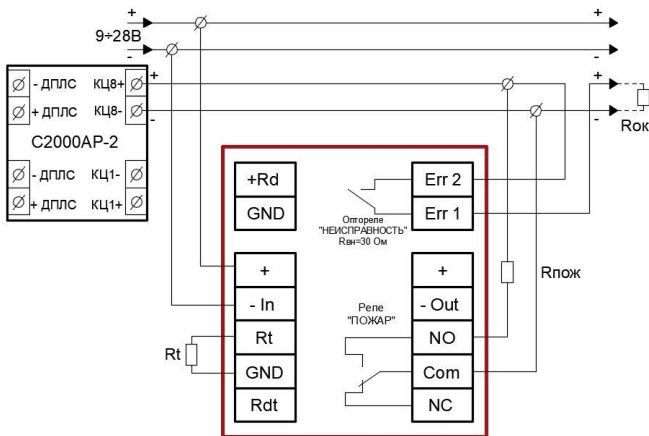 +
+
9÷28В
-
-
- ДПЛС КЦ8+
+
+
+ ДПЛС КЦ8-
-
-
С2000АР-2
Rок
- ДПЛС КЦ1-
+ ДПЛС КЦ1+
+Rd
Err 2
GND
Err 1
Оптореле
"НЕИСПРАВНОСТЬ"
Rвн=30 Ом
+
+
Rпож
- In
- Out
Реле
"ПОЖАР"
Rt
Rt
NO
GND
Com
Rdt
NC